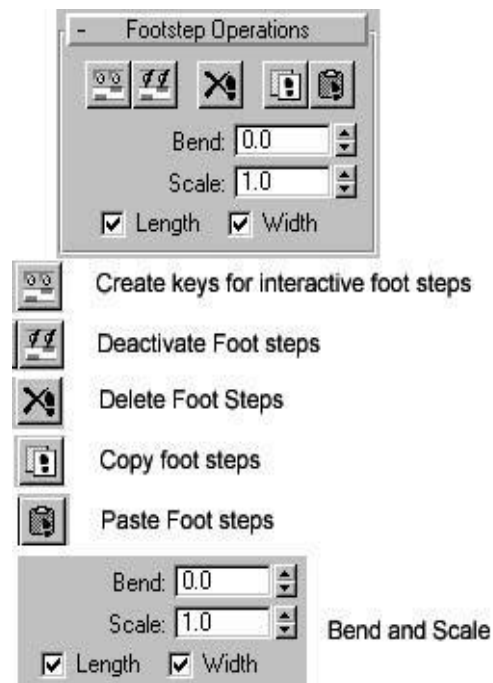 - Footstep Operations
Bend: 0.0
Scale: 1.0
Length Width
Create keys for interactive foot steps
Deactivate Foot steps
Delete Foot Steps
Copy foot steps
Paste Foot steps
Bend: 0.0
Scale: 1.0
Bend and Scale
Length Width